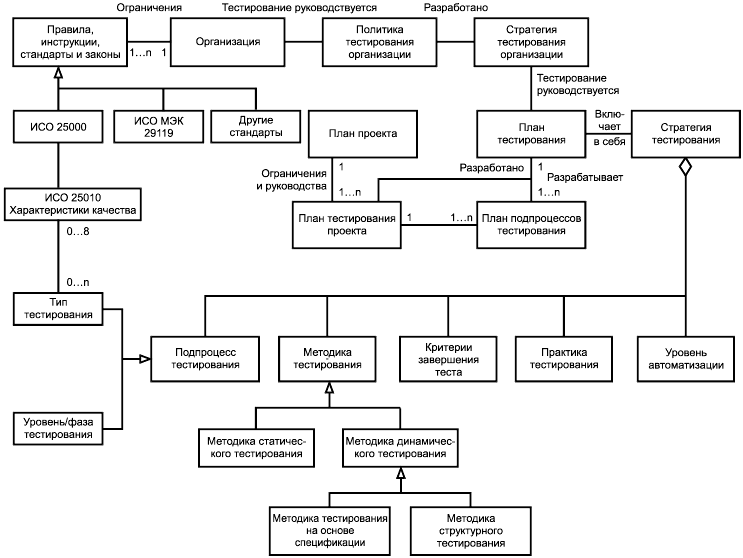 Ограничения
Тестирование руководствуется
Разработано
Правила,
инструкции,
стандарты и законы
1...n
1
Организация
Политика
тестирования
организации
Стратегия
тестирования
организации
Тестирование
руководствуется
ИСО 25000
ИСО МЭК
29119
Другие
стандарты
План проекта
План
тестирования
Вклю-
чает
в себя
Стратегия
тестирования
Ограничения
и руководства
1
1...n
Разработано
1
Разрабатывает
1...n
ИСО 25010
Характеристики качества
План тестирования
проекта
1
1...n
План подпроцессов
тестирования
0...8
0...n
Тип
тестирования
Подпроцесс
тестирования
Методика
тестирования
Критерии
завершения
теста
Практика
тестирования
Уровень
автоматизации
Уровень/фаза
тестирования
Методика статичес-
кого тестирования
Методика динамичес-
кого тестирования
Методика тестирования
на основе
спецификации
Методика
структурного
тестирования